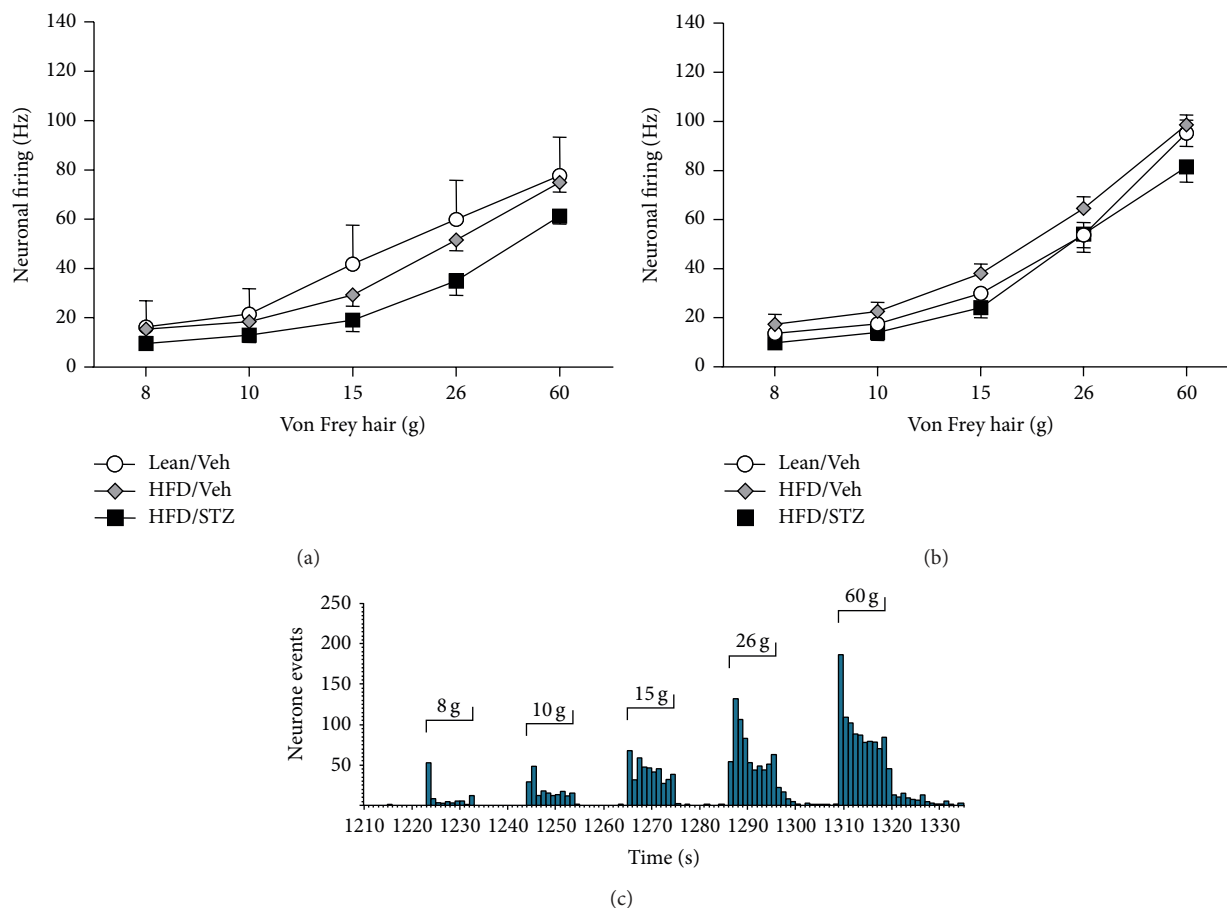 140
120
100
80
60
40
20
0
Neuronal firing (Hz)
8 10 15 26 60
Von Frey hair (g)
Lean/Veh
HFD/Veh
HFD/STZ
(a)
140
120
100
80
60
40
20
0
Neuronal firing (Hz)
8 10 15 26 60
Von Frey hair (g)
Lean/Veh
HFD/Veh
HFD/STZ
(b)
250
200
150
100
50
Neurone events
8 g
10 g
15 g
26 g
60 g
1210 1220 1230 1240 1250 1260 1270 1280 1290 1300 1310 1320 1330
Time (s)
(c)